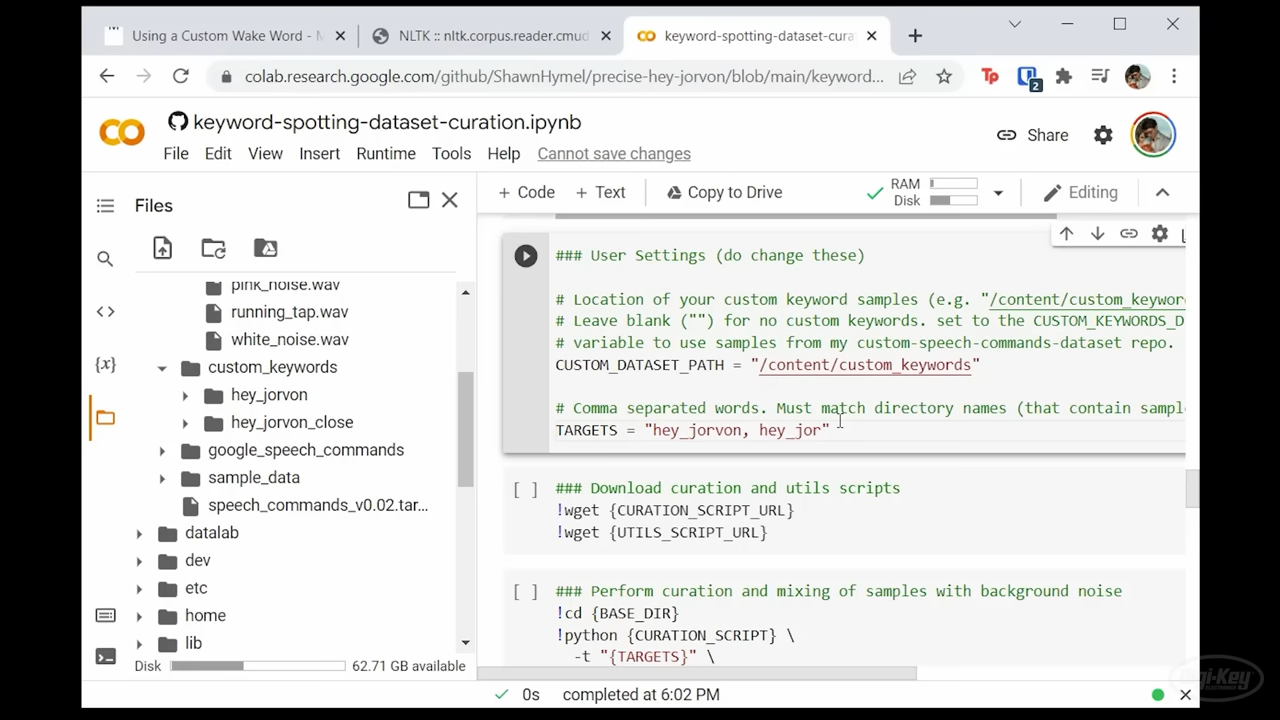 Using a Custom Wake Word - M
NLTK :: nltk.corpus.reader.cmud
keyword-spotting-dataset-cura
colab.research.google.com/github/ShawnHymel/precise-hey-jorvon/blob/main/keyword...
2
keyword-spotting-dataset-curation.ipynb
File Edit View Insert Runtime Tools Help Cannot save changes
Share
Files
+ Code + Text
Copy to Drive
RAM
Disk
Editing
pink_noise.wav
running_tap.wav
white_noise.wav
custom_keywords
hey_jorvon
hey_jorvon_close
google_speech_commands
sample_data
speech_commands_v0.02.tar...
datalab
dev
etc
home
lib
Disk
62.71 GB available
### User Settings (do change these)
# Location of your custom keyword samples (e.g. "/content/custom_keywor
# Leave blank ("") for no custom keywords. set to the CUSTOM_KEYWORDS_D
# variable to use samples from my custom-speech-commands-dataset repo.
CUSTOM_DATASET_PATH = "/content/custom_keywords"
# Comma separated words. Must match directory names (that contain sampl
TARGETS = "hey_jorvon, hey_jor"
[ ] ### Download curation and utils scripts
!wget {CURATION_SCRIPT_URL}
!wget {UTILS_SCRIPT_URL}
[ ] ### Perform curation and mixing of samples with background noise
!cd {BASE_DIR}
!python {CURATION_SCRIPT} \
-t "{TARGETS}" \
0s completed at 6:02 PM
Digi-Key
ELECTRONICS